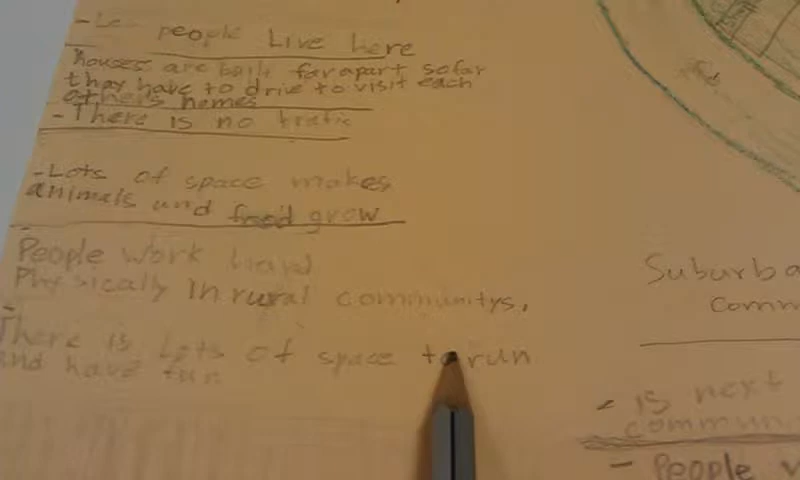 people Live here
houses are built far apart so far
they have to drive to visit each
others homes
- There is no trafic
- Lots of space makes
animals and food grow
- People work hard
Physically in rural communitys.
- There is Lots of space to run
and have fun
Suburba
comm
- is next
commun
- People